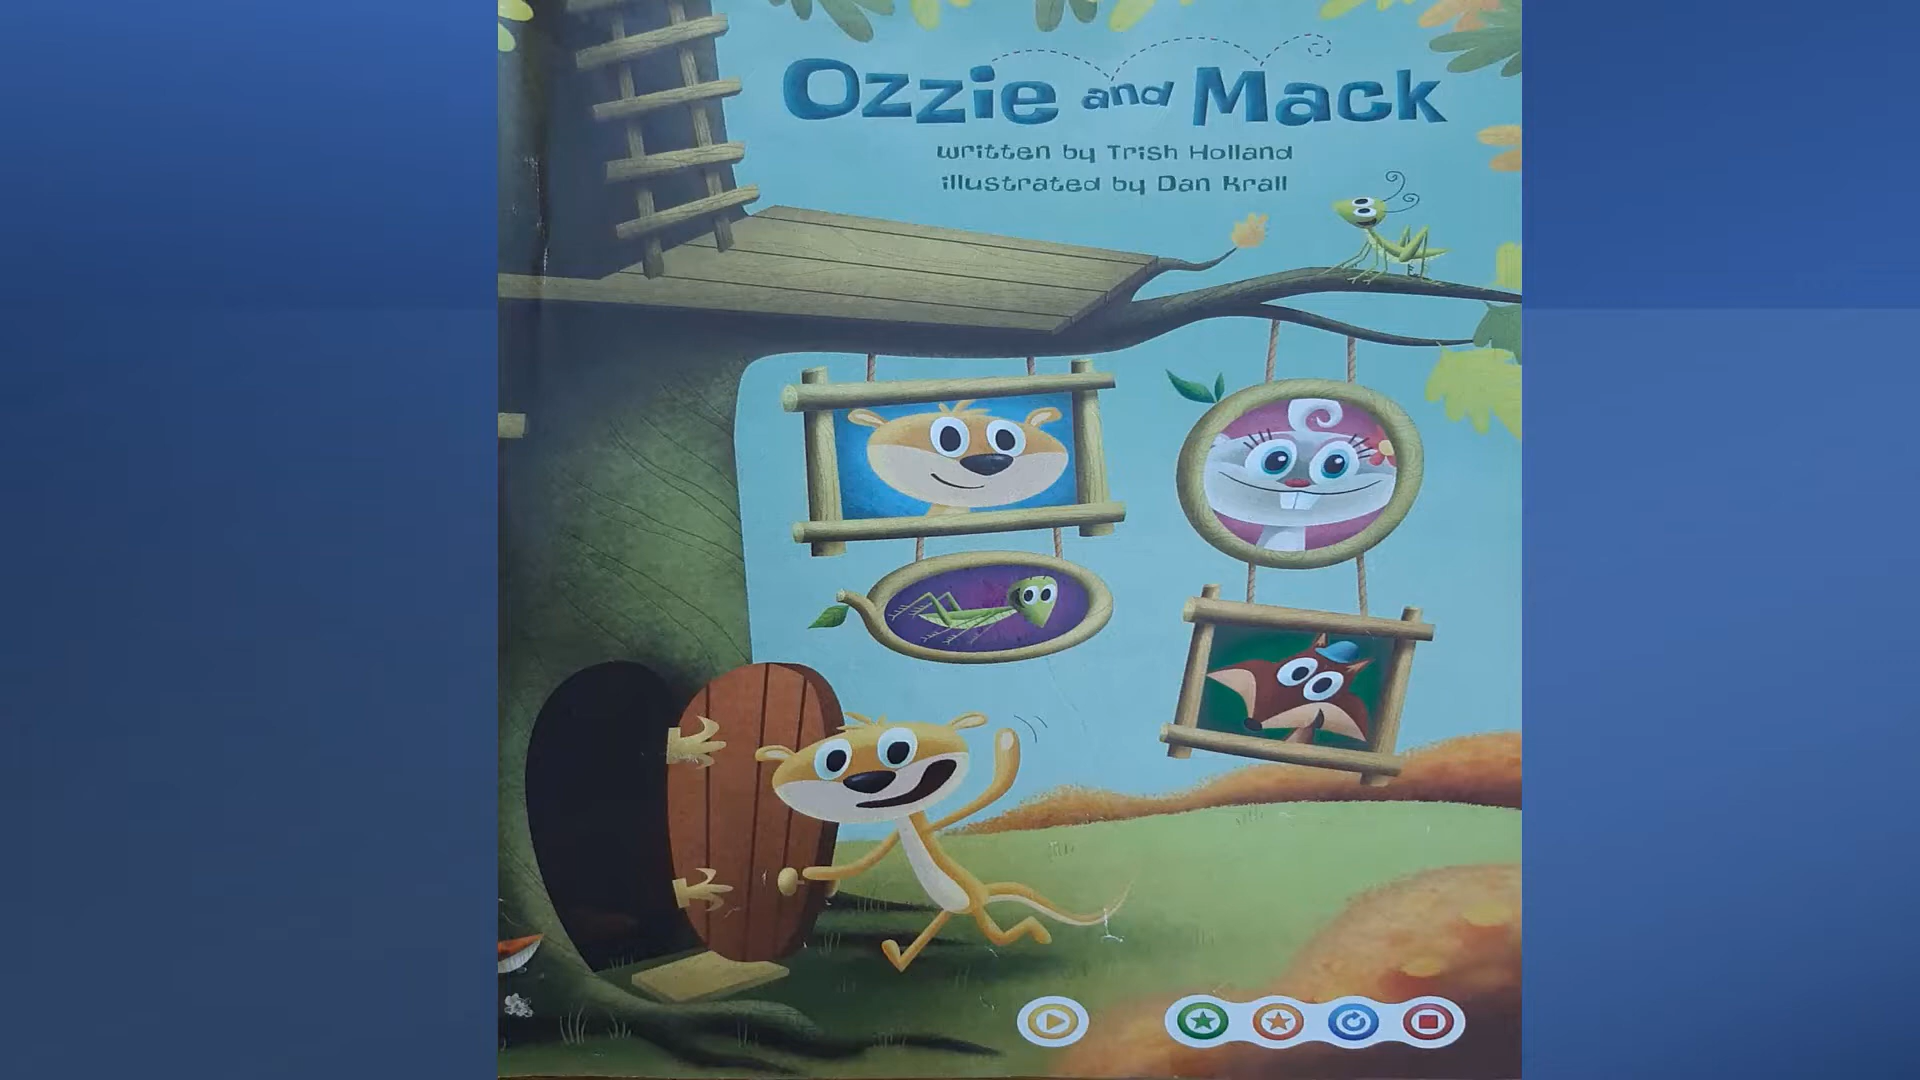 Ozzie and Mack
written by Trish Holland
illustrated by Dan Krall